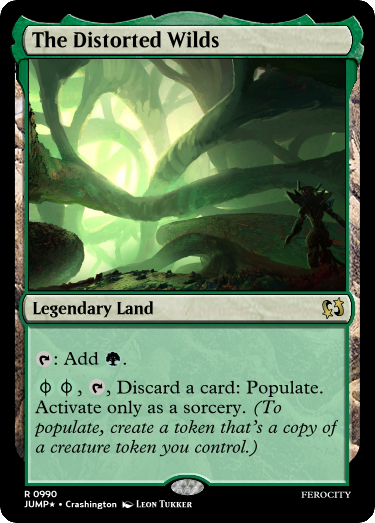 The Distorted Wilds
Legendary Land
: Add .
, , Discard a card: Populate.
Activate only as a sorcery. (To
populate, create a token that's a copy of
a creature token you control.)
R 0990
JUMP★ • Crashington LEON TUKKER
FEROCITY